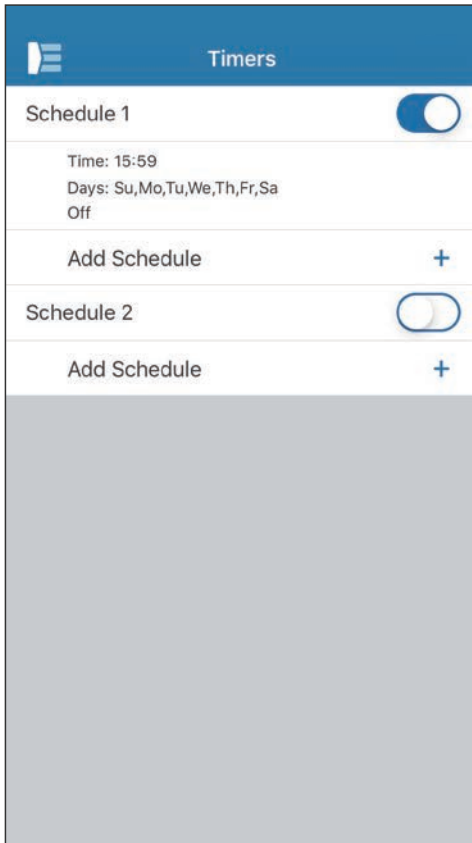 Timers
Schedule 1
Time: 15:59
Days: Su,Mo,Tu,We,Th,Fr,Sa
Off
Add Schedule +
Schedule 2
Add Schedule +